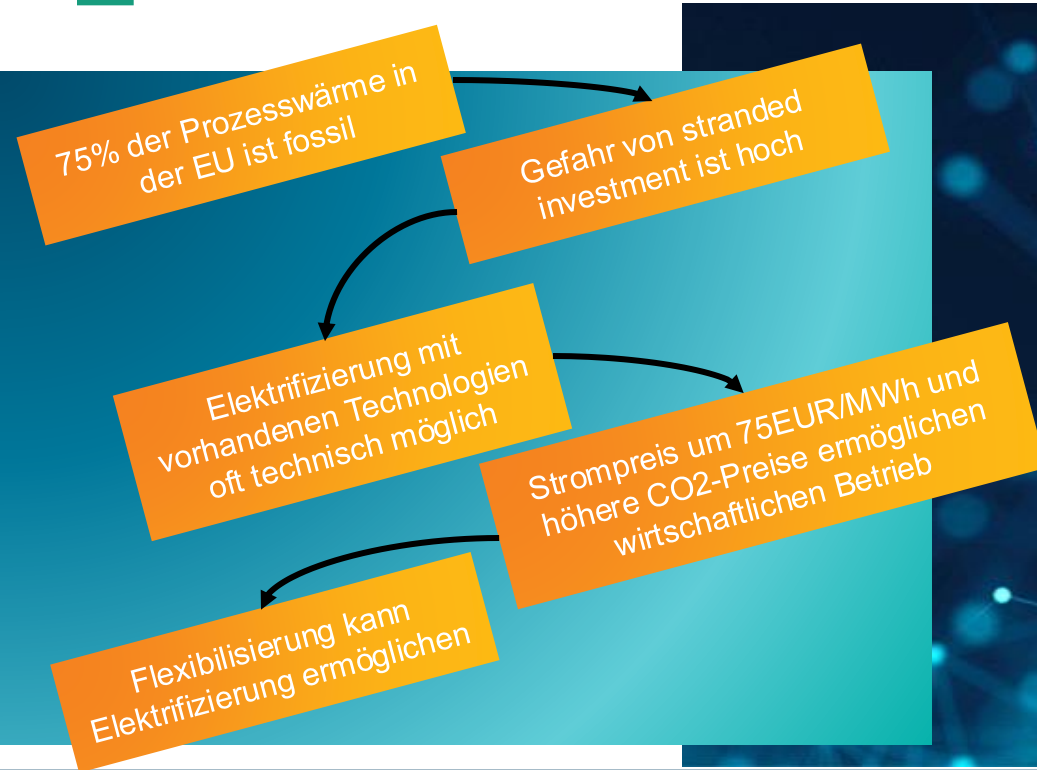 75% der Prozesswärme in
der EU ist fossil
Gefahr von stranded
investment ist hoch
Elektrifizierung mit
vorhandenen Technologien
oft technisch möglich
Strompreis um 75EUR/MWh und
höhere CO2-Preise ermöglichen
wirtschaftlichen Betrieb
Flexibilisierung kann
Elektrifizierung ermöglichen